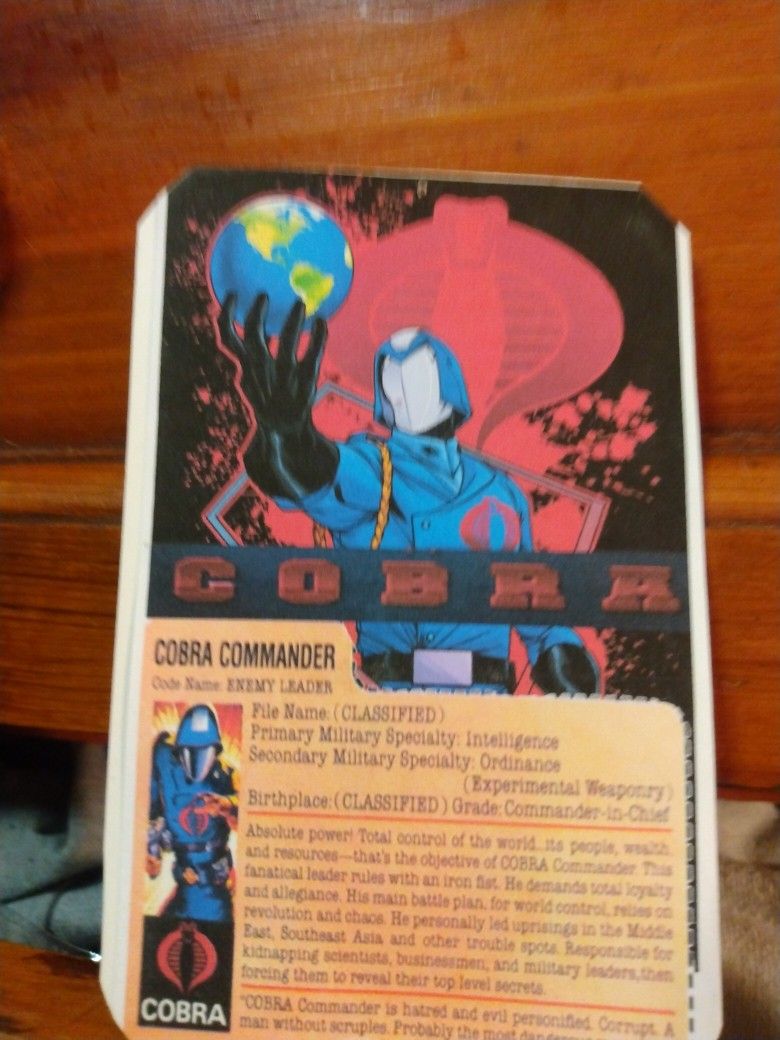 COBRA
COBRA COMMANDER
Code Name: ENEMY LEADER
File Name: (CLASSIFIED)
Primary Military Specialty: Intelligence
Secondary Military Specialty: Ordinance
(Experimental Weaponry)
Birthplace: (CLASSIFIED) Grade: Commander-in-Chief
Absolute power! Total control of the world...its people, wealth,
and resources—that's the objective of COBRA Commander. This
fanatical leader rules with an iron fist. He demands total loyalty
and allegiance. His main battle plan, for world control, relies on
revolution and chaos. He personally led uprisings in the Middle
East, Southeast Asia and other trouble spots. Responsible for
kidnapping scientists, businessmen, and military leaders,then
forcing them to reveal their top level secrets.
"COBRA Commander is hatred and evil personified. Corrupt. A
man without scruples. Probably the most dangerous
COBRA